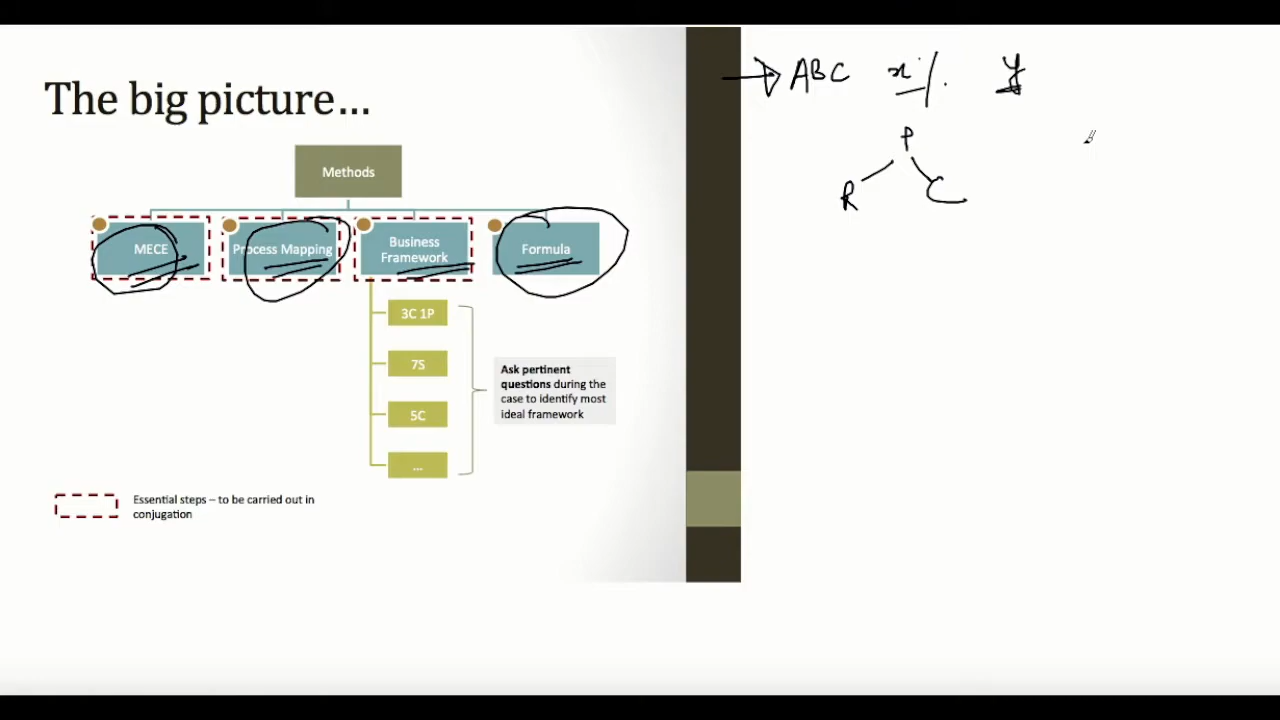 The big picture…
Methods
MECE
Process Mapping
Business
Framework
Formula
3C 1P
7S
5C
...
Ask pertinent
questions during the
case to identify most
ideal framework
Essential steps – to be carried out in
conjugation
ABC x%
P
R C